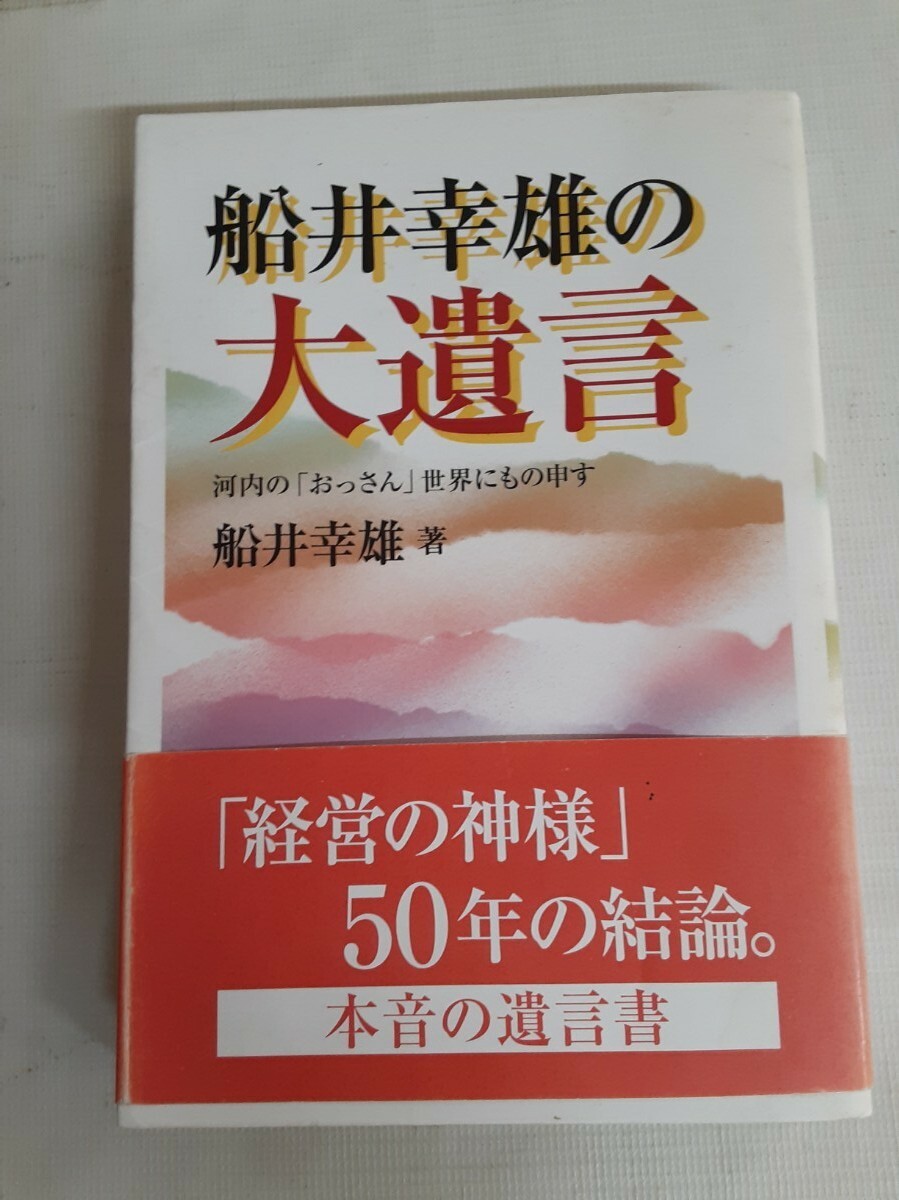 船井幸雄の
大遺言
河内の「おっさん」世界にもの申す
船井幸雄 著
「経営の神様」
50年の結論。
本音の遺言書